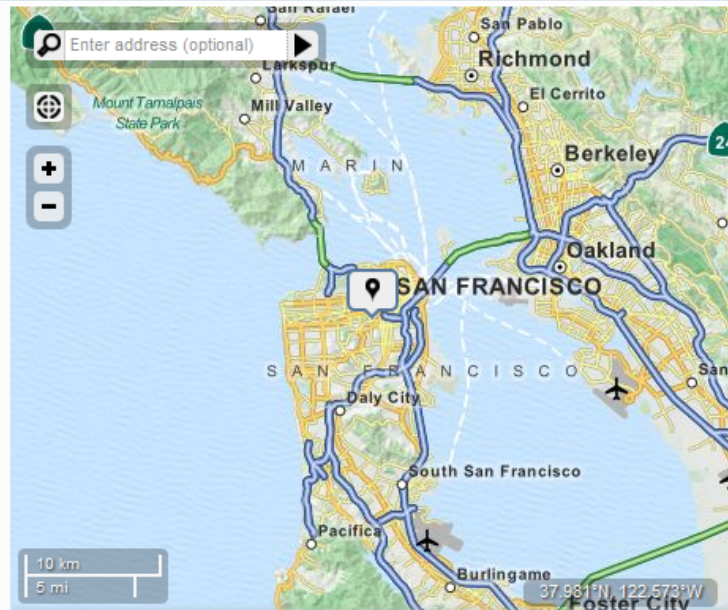 San Rafael
San Pablo
Enter address (optional)
Richmond
Larkspur
El Cerrito
Mount Tamalpais
State Park
Mill Valley
24
Berkeley
MARIN
Oakland
SAN FRANCISCO
SAN FRANCISCO
San
Daly City
South San Francisco
Pacifica
10 km
5 mi
Burlingame
37.981°N, 122.573°W
Foster City